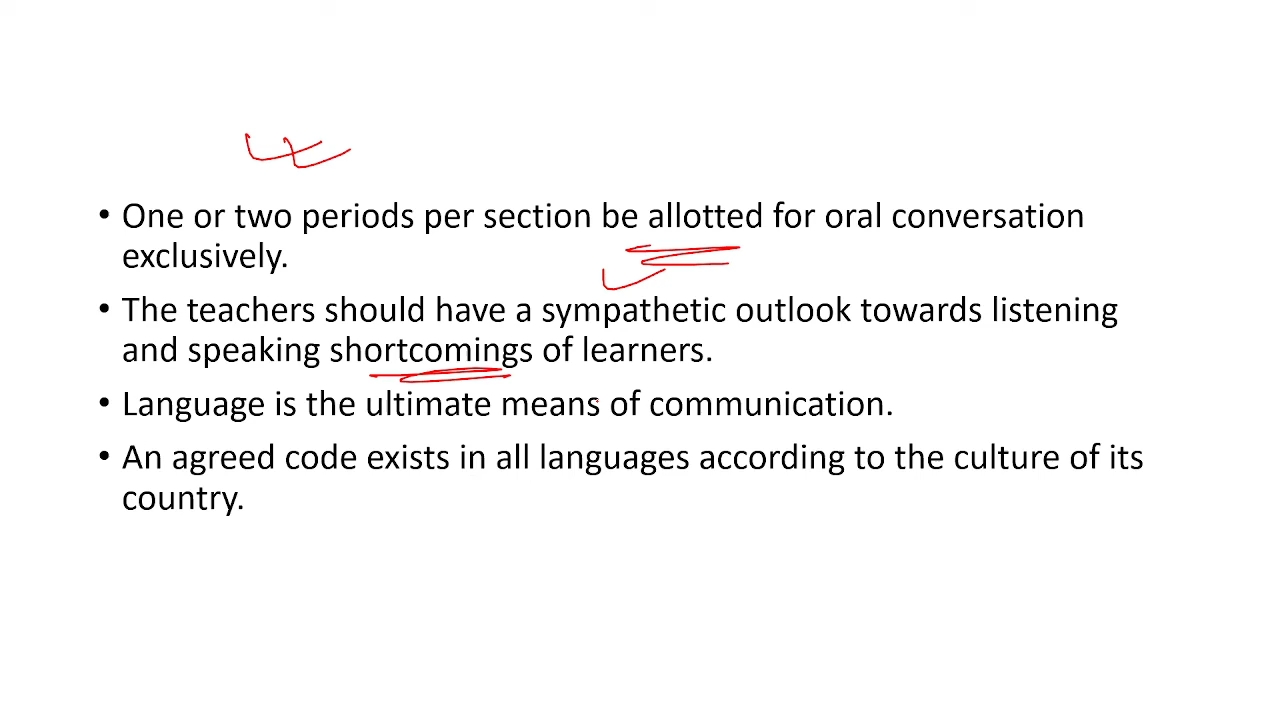 • One or two periods per section be allotted for oral conversation
exclusively.
• The teachers should have a sympathetic outlook towards listening
and speaking shortcomings of learners.
• Language is the ultimate means of communication.
• An agreed code exists in all languages according to the culture of its
country.